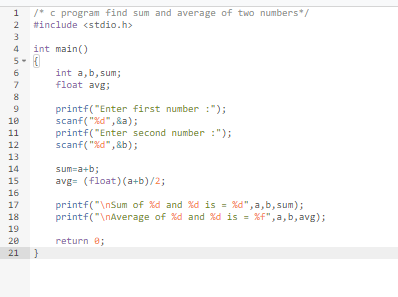 1 /* c program find sum and average of two numbers*/
2 #include <stdio.h>
3
4 int main()
5 {
6 int a,b,sum;
7 float avg;
8
9 printf("Enter first number :");
10 scanf("%d",&a);
11 printf("Enter second number :");
12 scanf("%d",&b);
13
14 sum=a+b;
15 avg= (float)(a+b)/2;
16
17 printf("\nSum of %d and %d is = %d",a,b,sum);
18 printf("\nAverage of %d and %d is = %f",a,b,avg);
19
20 return 0;
21 }